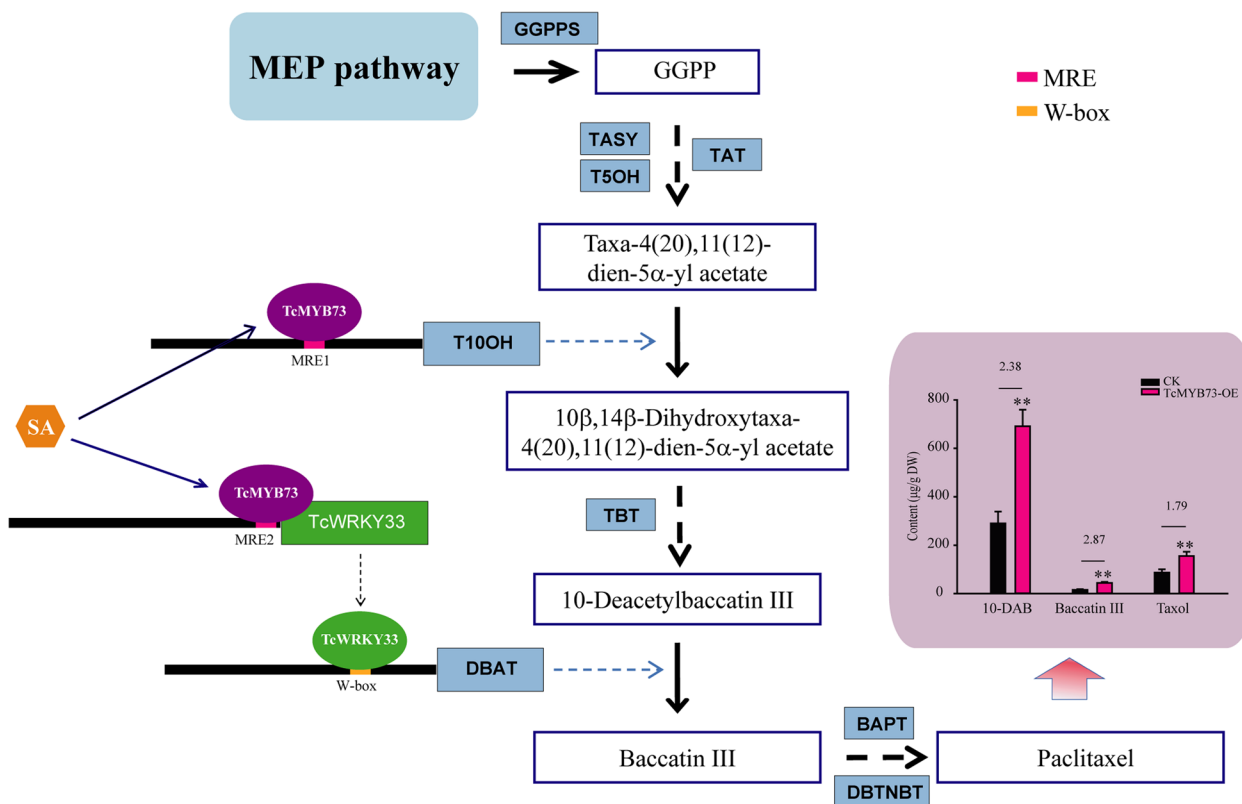 GGPPS
MEP pathway
GGPP
MRE
W-box
TASY
TAT
T5OH
Taxa-4(20),11(12)-
dien-5α-yl acetate
TcMYB73
MRE1
T10OH
SA
10β,14β-Dihydroxytaxa-
4(20),11(12)-dien-5α-yl acetate
TcMYB73
TcWRKY33
MRE2
TBT
10-Deacetylbaccatin III
TcWRKY33
W-box
DBAT
Baccatin III
BAPT
DBTNBT
Paclitaxel
CK
TcMYB73-OE
2.38
**
2.87
**
1.79
**
800
600
400
200
0
Content (μg/g DW)
10-DAB
Baccatin III
Taxol